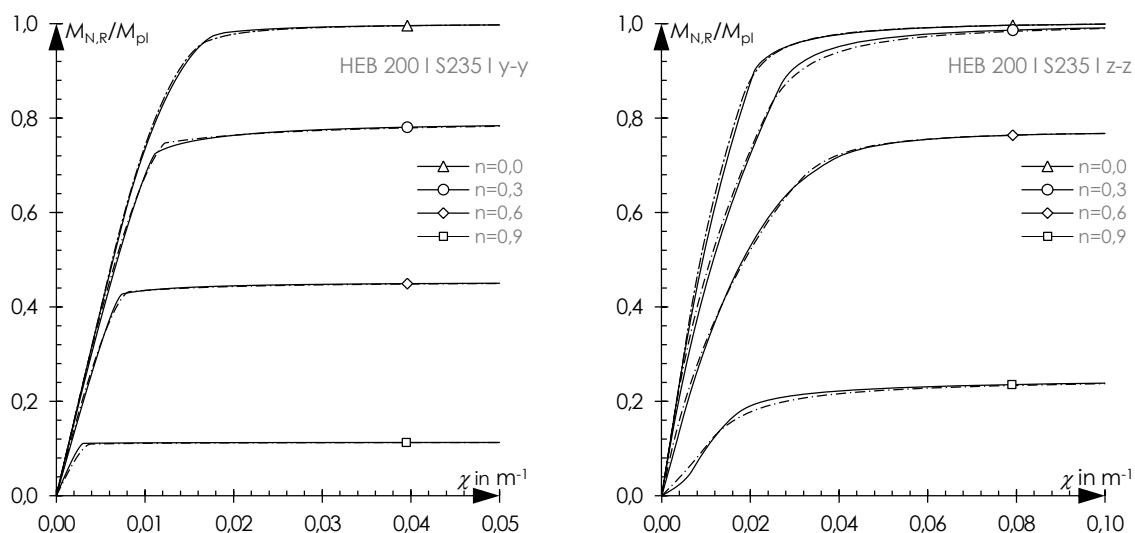 1,0
M_N,R/M_pl
HEB 200 I S235 I y-y
0,8
n=0,0
n=0,3
0,6
n=0,6
n=0,9
0,4
0,2
χ in m⁻¹
0,0
0,00 0,01 0,02 0,03 0,04 0,05
1,0
M_N,R/M_pl
HEB 200 I S235 I z-z
0,8
n=0,0
n=0,3
0,6
n=0,6
n=0,9
0,4
0,2
χ in m⁻¹
0,0
0,00 0,02 0,04 0,06 0,08 0,10